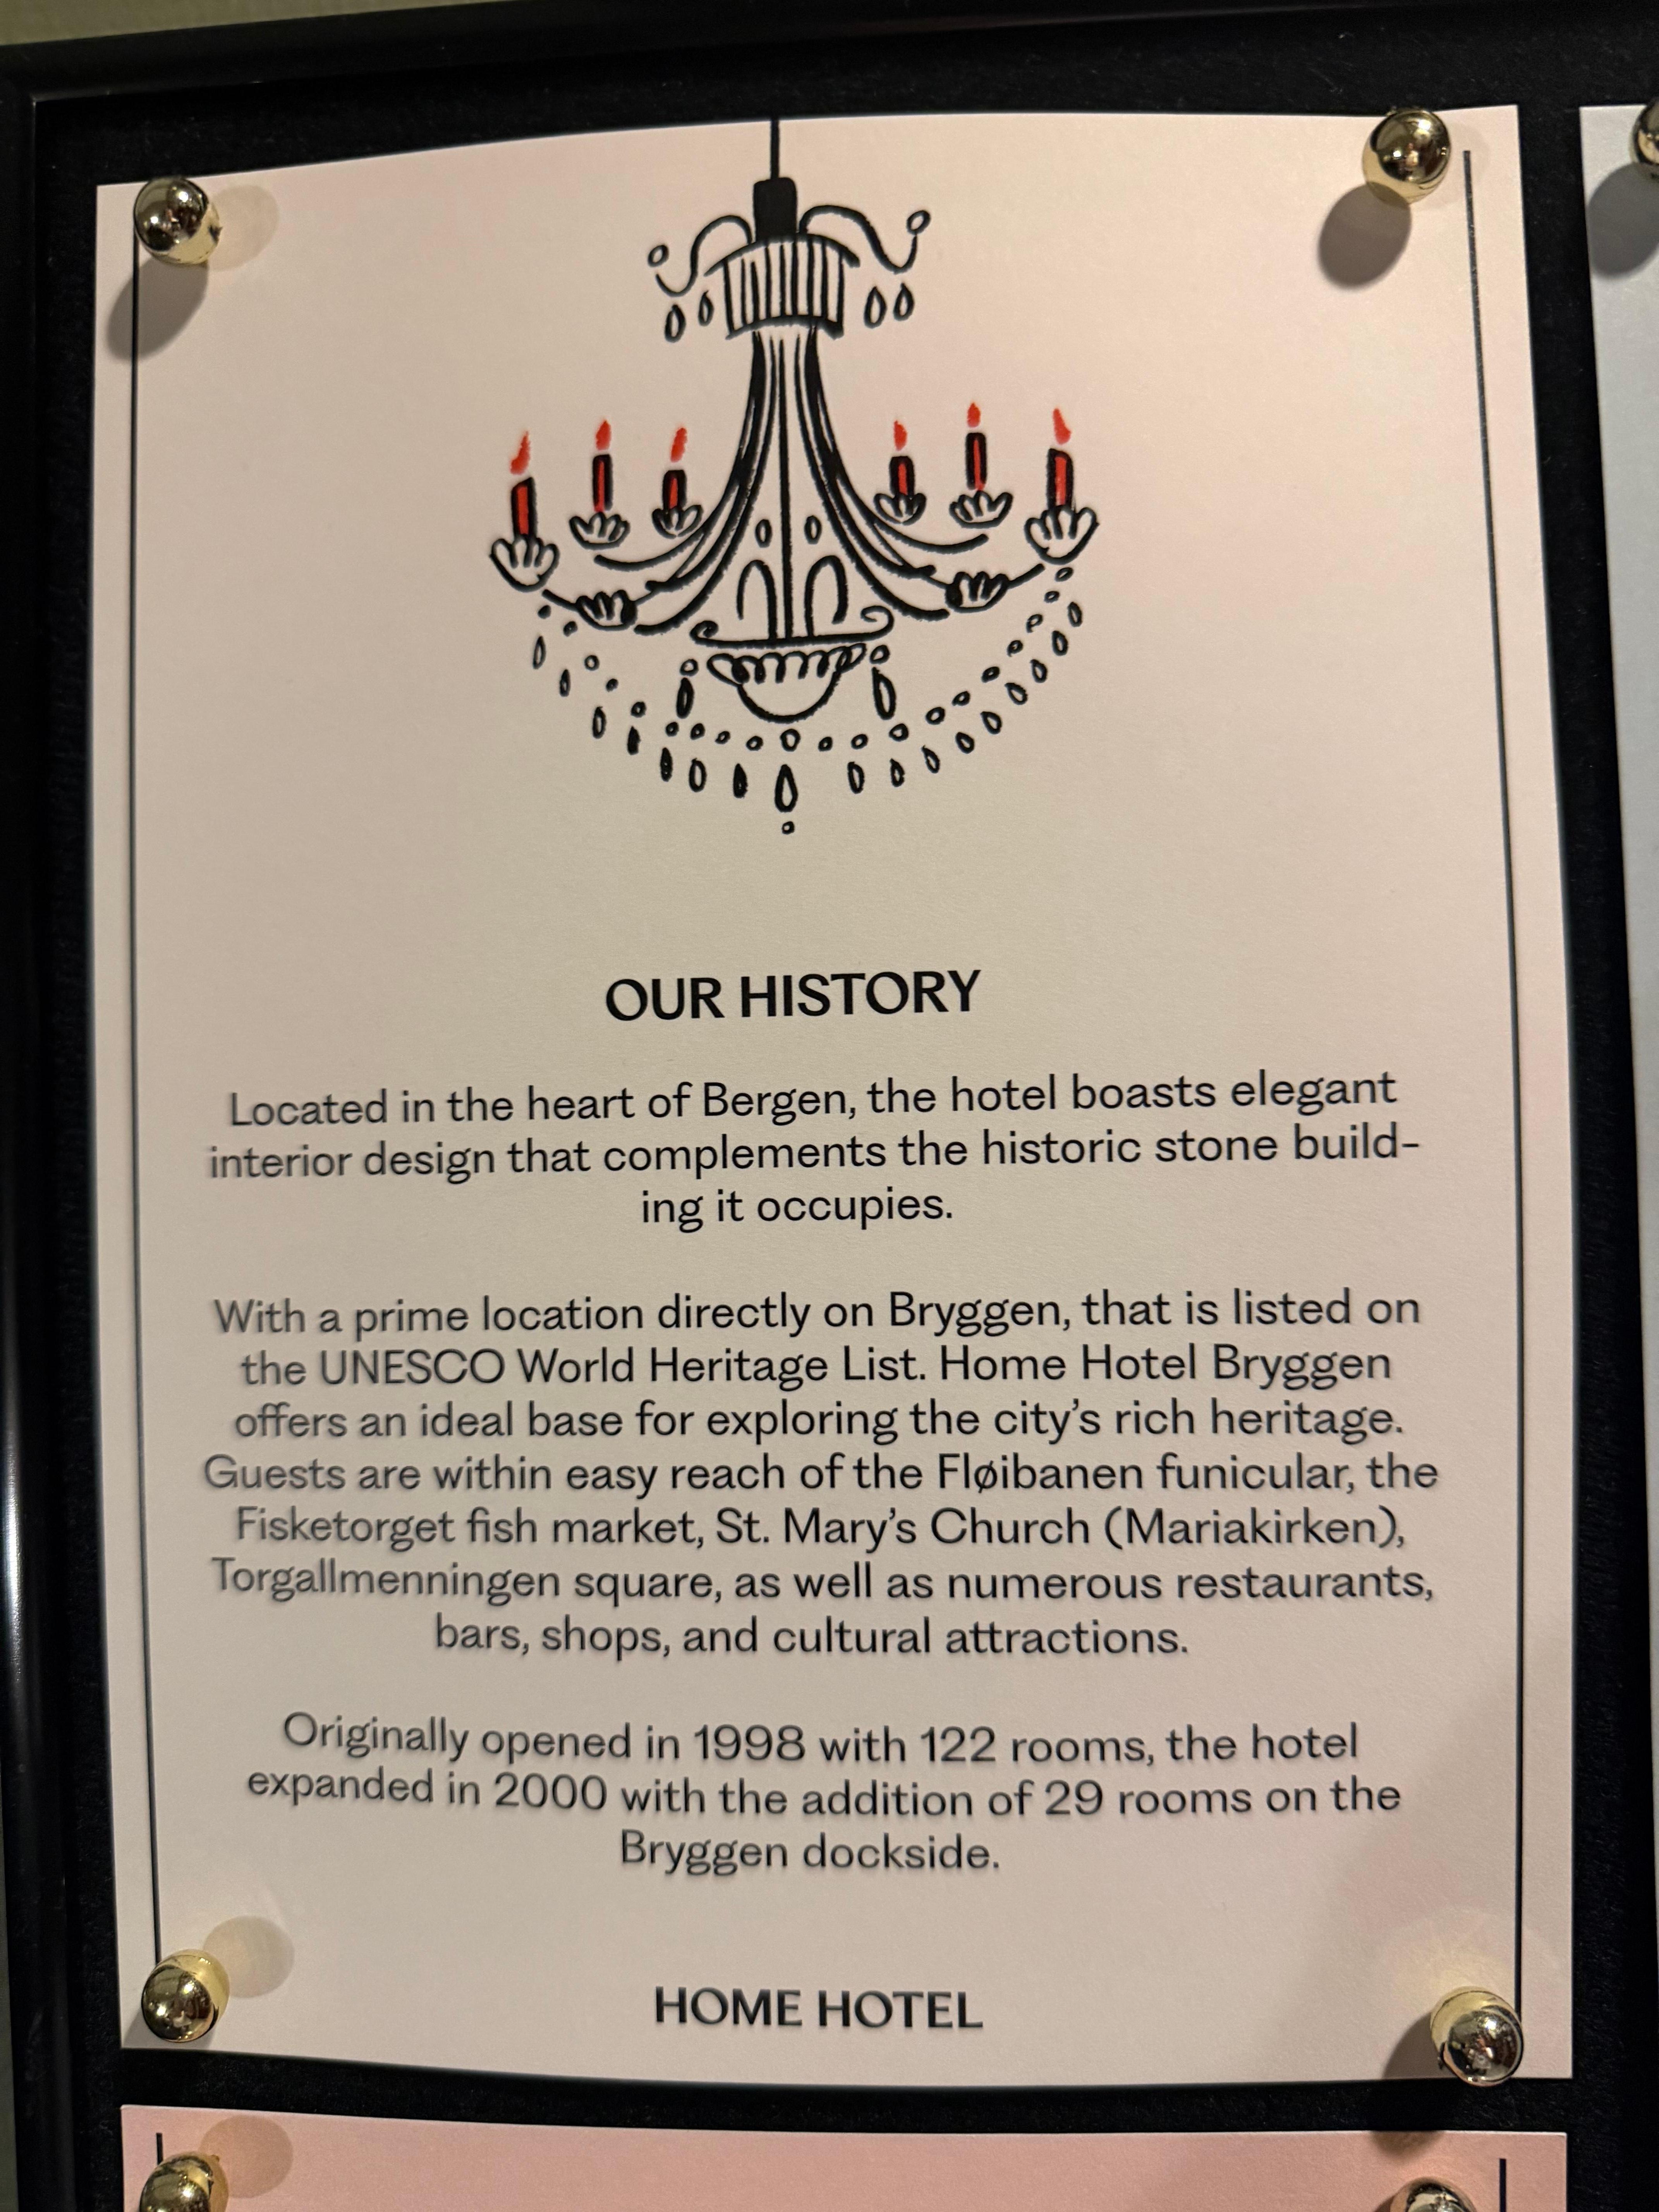 OUR HISTORY
Located in the heart of Bergen, the hotel boasts elegant
interior design that complements the historic stone build-
ing it occupies.
With a prime location directly on Bryggen, that is listed on
the UNESCO World Heritage List. Home Hotel Bryggen
offers an ideal base for exploring the city's rich heritage.
Guests are within easy reach of the Fløibanen funicular, the
Fisketorget fish market, St. Mary's Church (Mariakirken),
Torgallmenningen square, as well as numerous restaurants,
bars, shops, and cultural attractions.
Originally opened in 1998 with 122 rooms, the hotel
expanded in 2000 with the addition of 29 rooms on the
Bryggen dockside.
HOME HOTEL